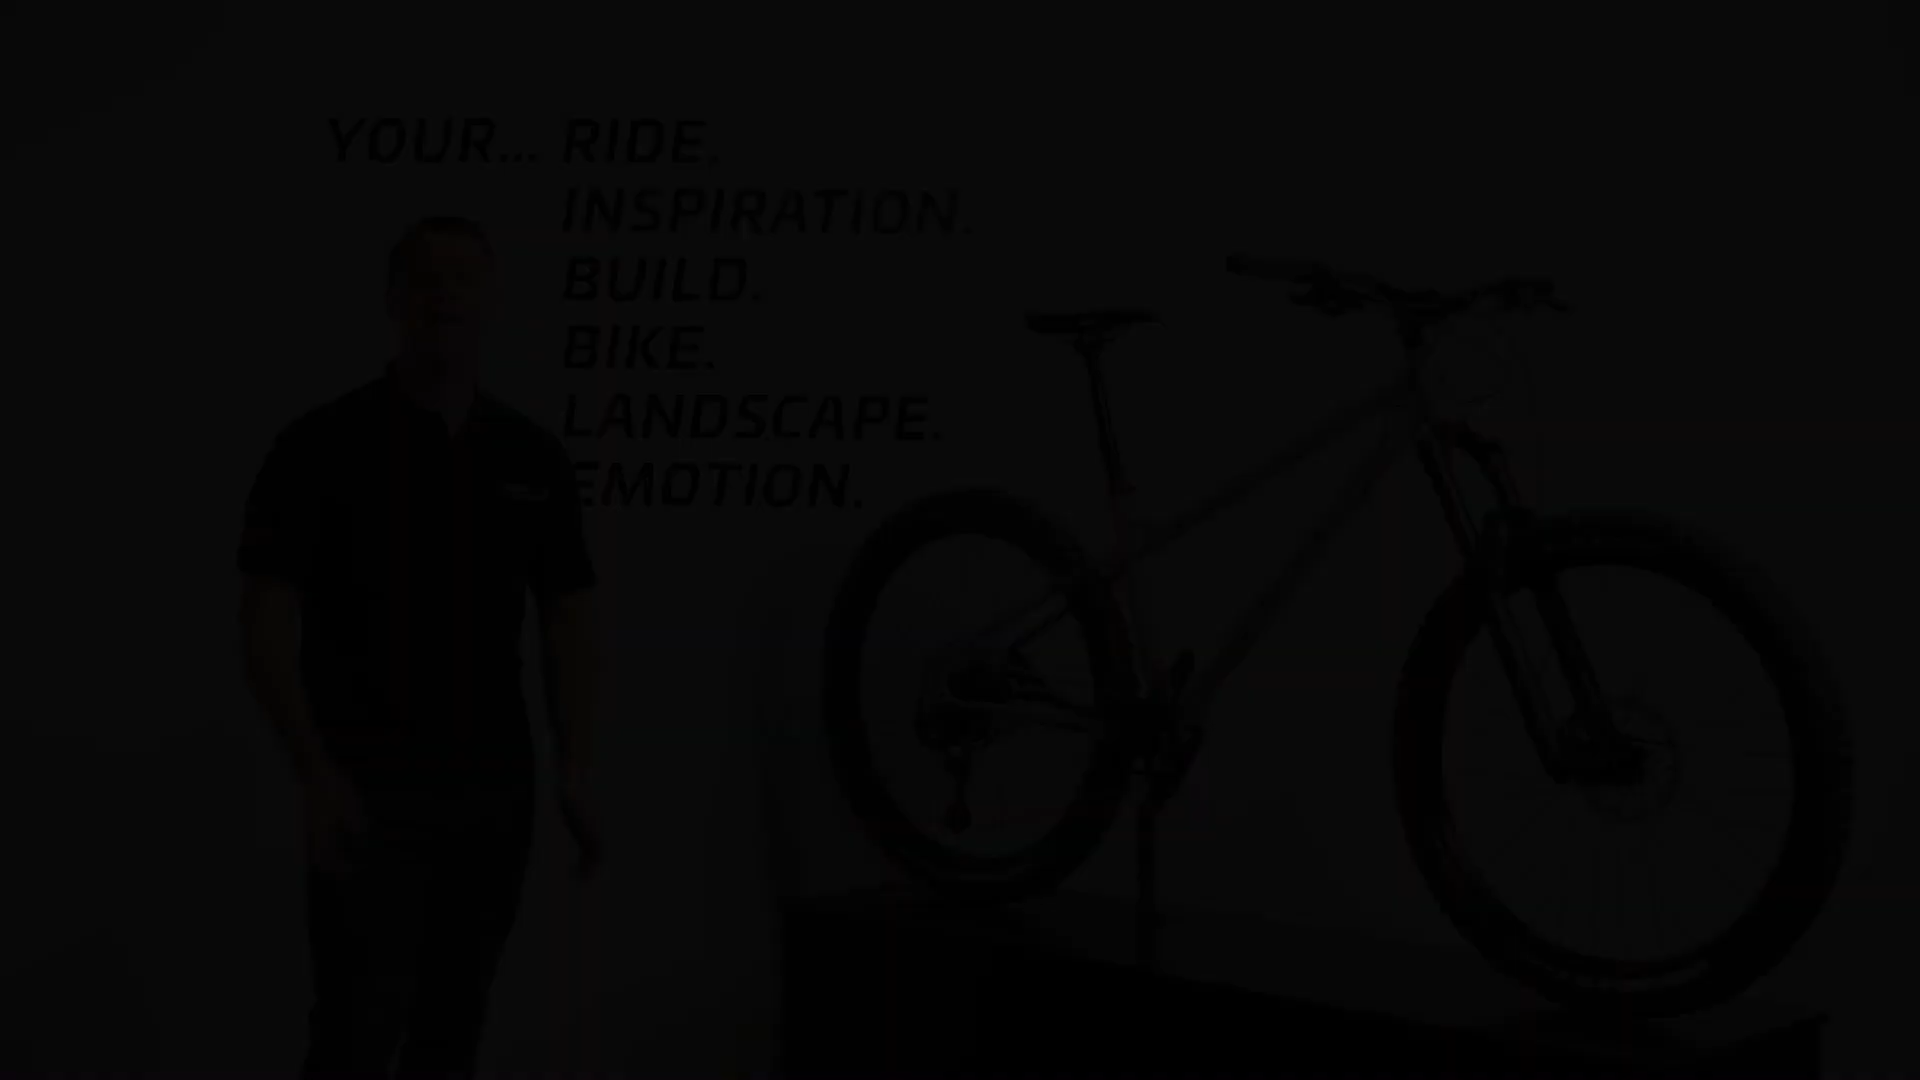 YOUR... RIDE.
INSPIRATION.
BUILD.
BIKE.
LANDSCAPE.
EMOTION.